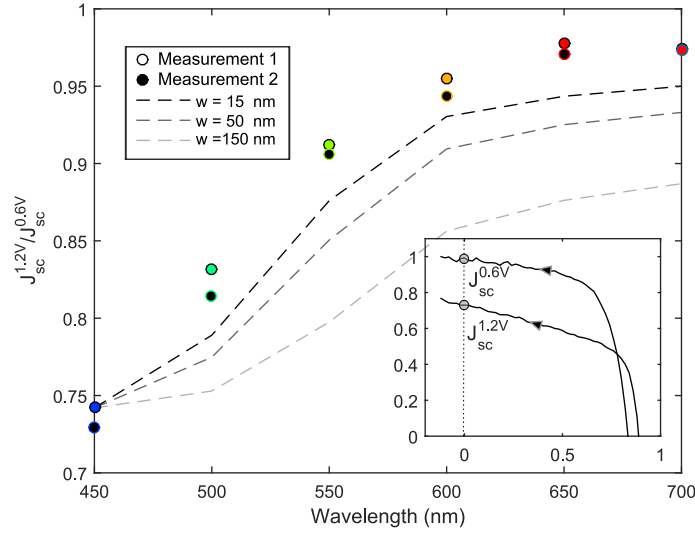 1
0.95
0.9
0.85
0.8
0.75
0.7
J_sc^1.2V/J_sc^0.6V
Measurement 1
Measurement 2
w = 15 nm
w = 50 nm
w =150 nm
1
0.8
0.6
0.4
0.2
0
J_sc^0.6V
J_sc^1.2V
0 0.5 1
450 500 550 600 650 700
Wavelength (nm)